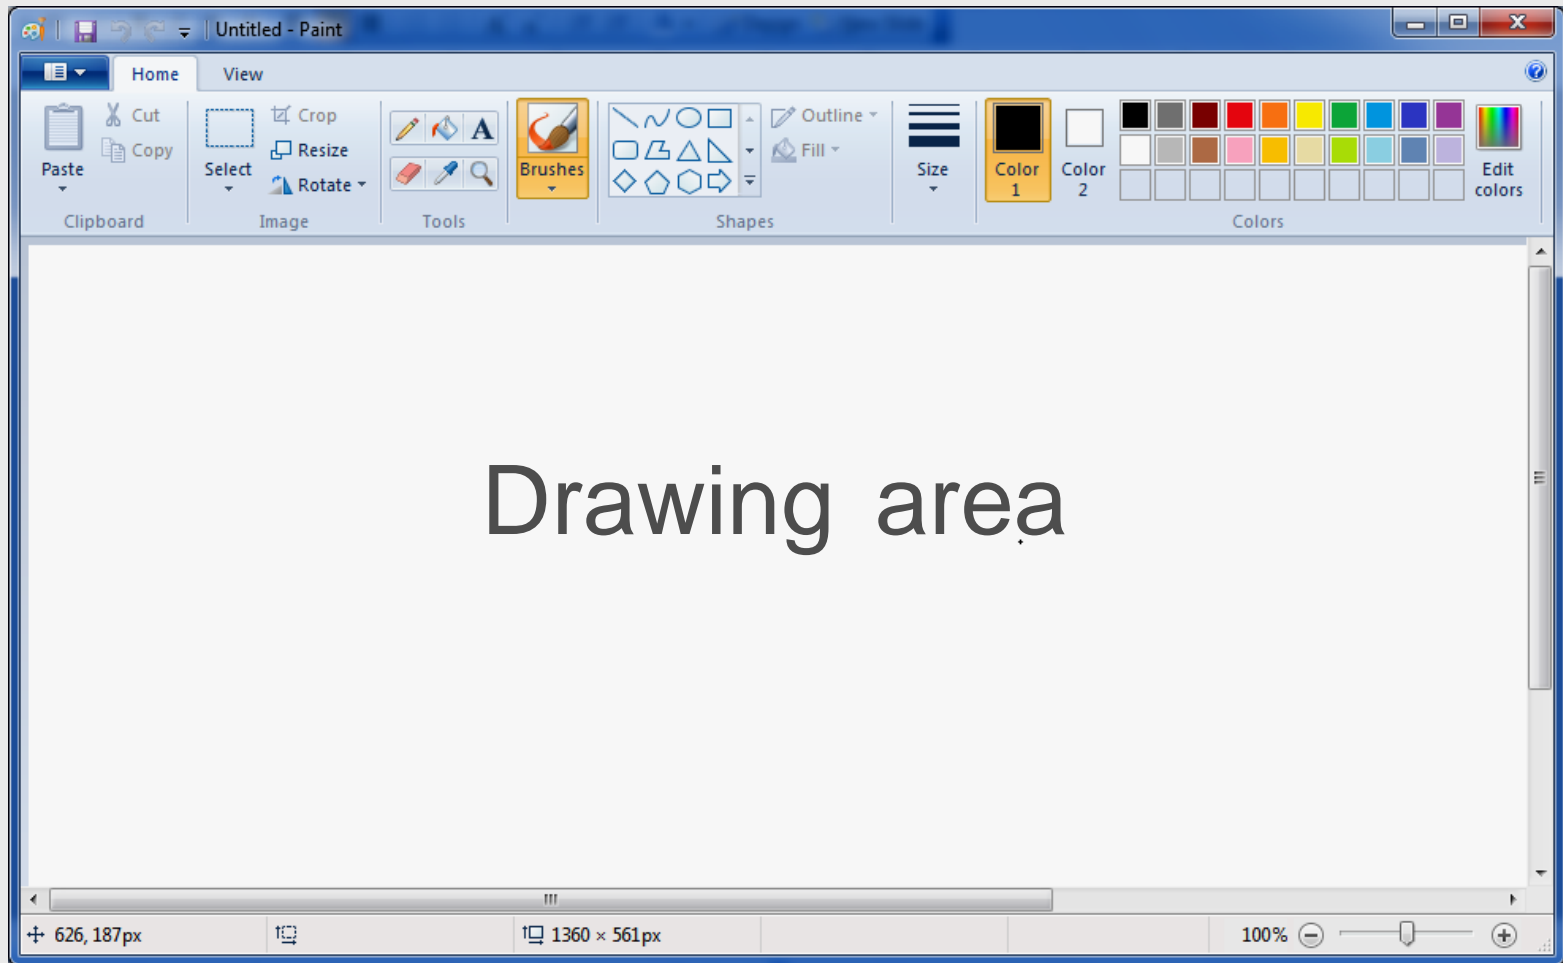 Untitled - Paint
Home View
Paste
Cut
Copy
Clipboard
Select
Crop
Resize
Rotate
Image
A
Tools
Brushes
Outline
Fill
Shapes
Size
Color 1
Color 2
Edit colors
Colors
Drawing area
626, 187px
1360 × 561px
100%